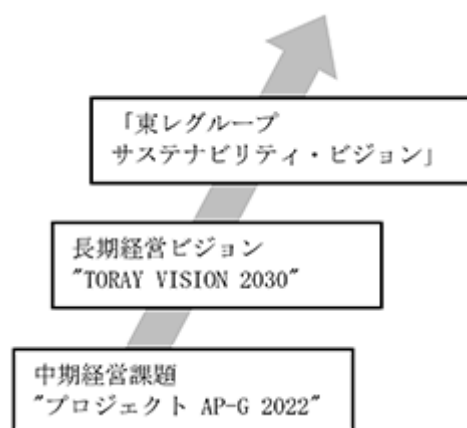 「東レグループ
サステナビリティ・ビジョン」
長期経営ビジョン
"TORAY VISION 2030"
中期経営課題
"プロジェクト AP-G 2022"